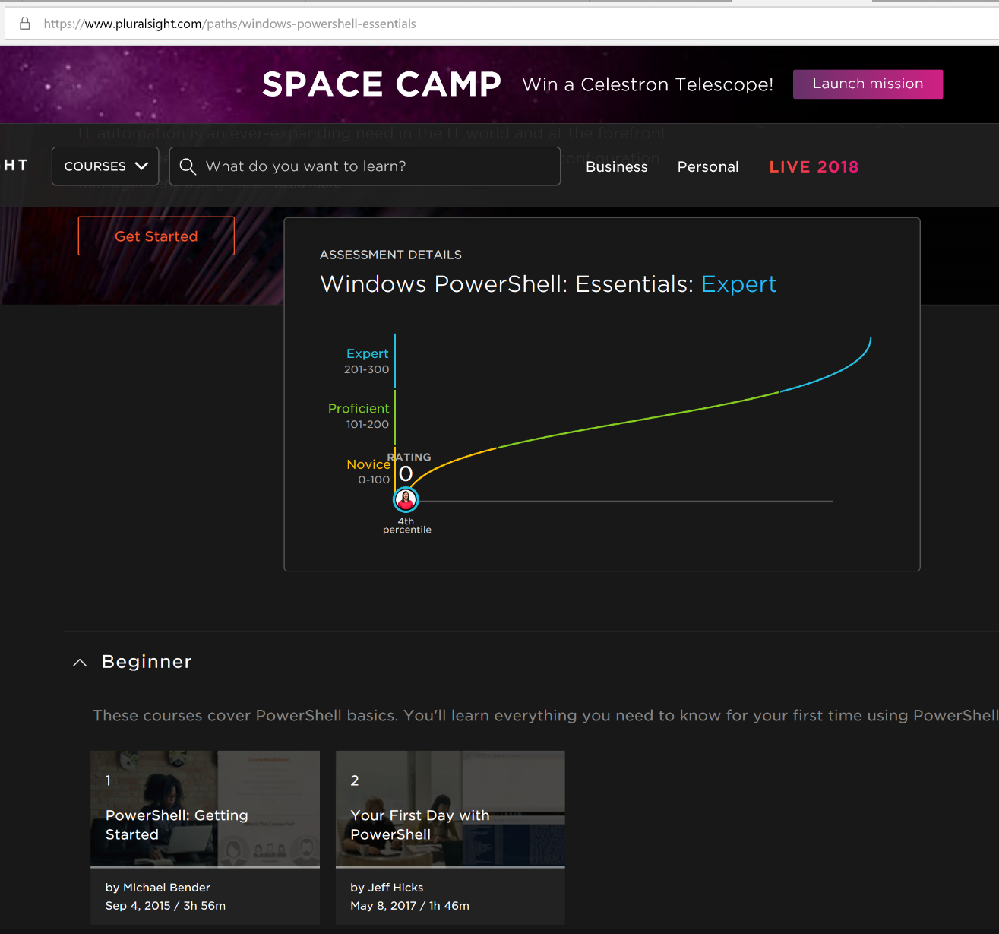 https://www.pluralsight.com/paths/windows-powershell-essentials
SPACE CAMP
Win a Celestron Telescope!
Launch mission
IT automation is an ever-expanding need in the IT world and at the forefront
configuration
HT
COURSES
What do you want to learn?
Business
Personal
LIVE 2018
Get Started
ASSESSMENT DETAILS
Windows PowerShell: Essentials: Expert
Expert
201-300
Proficient
101-200
RATING
Novice
0
0-100
4th
percentile
Beginner
These courses cover PowerShell basics. You'll learn everything you need to know for your first time using PowerShell
1
PowerShell: Getting
Started
by Michael Bender
Sep 4, 2015 / 3h 56m
2
Your First Day with
PowerShell
by Jeff Hicks
May 8, 2017 / 1h 46m